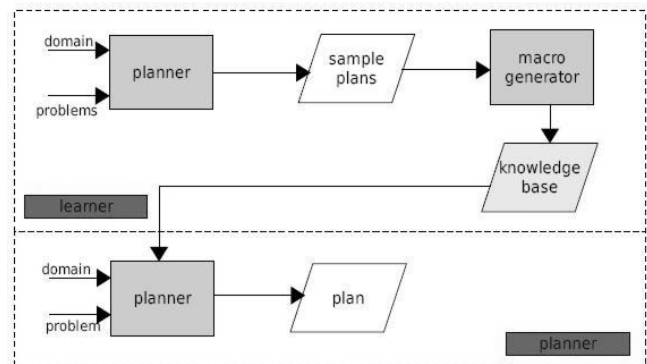 domain
planner
problems
sample
plans
macro
generator
knowledge
base
learner
domain
planner
problem
plan
planner